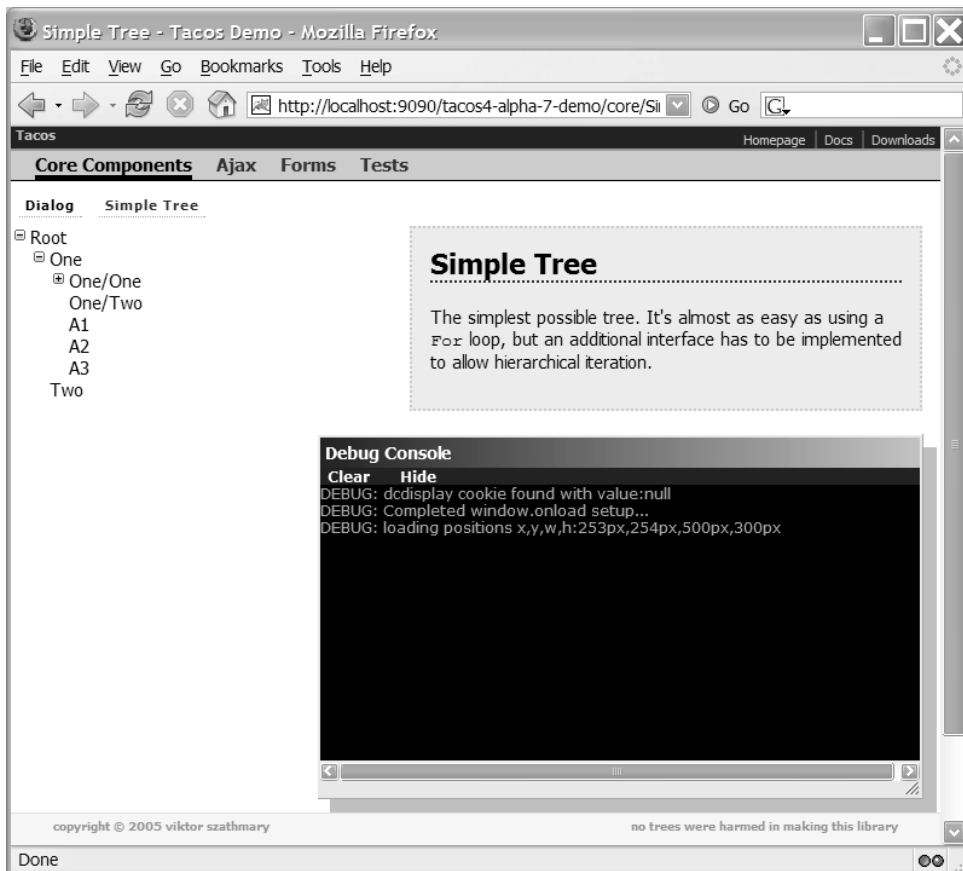 Simple Tree - Tacos Demo - Mozilla Firefox
File Edit View Go Bookmarks Tools Help
http://localhost:9090/tacos4-alpha-7-demo/core/Si Go G
Tacos Homepage Docs Downloads
Core Components Ajax Forms Tests
Dialog Simple Tree
Root
One
One/One
One/Two
A1
A2
A3
Two
Simple Tree
The simplest possible tree. It's almost as easy as using a
For loop, but an additional interface has to be implemented
to allow hierarchical iteration.
Debug Console
Clear Hide
DEBUG: dcdisplay cookie found with value:null
DEBUG: Completed window.onload setup...
DEBUG: loading positions x,y,w,h:253px,254px,500px,300px
copyright © 2005 viktor szathmary no trees were harmed in making this library
Done